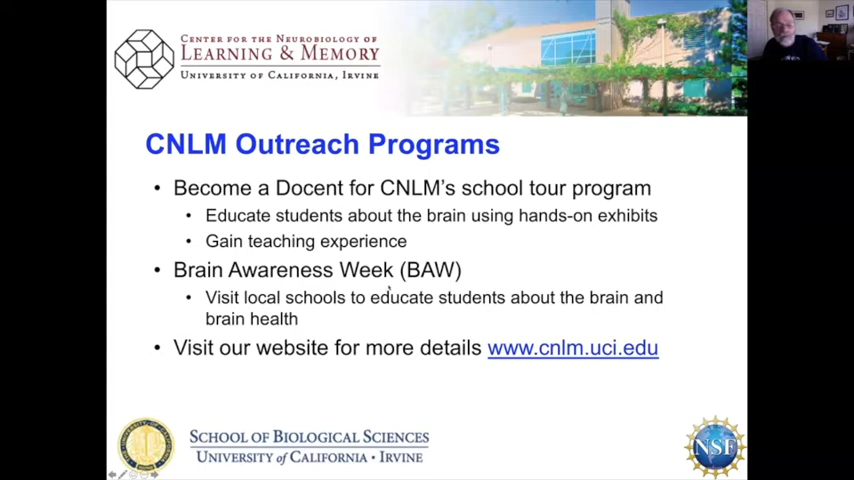 CENTER FOR THE NEUROBIOLOGY OF
LEARNING & MEMORY
UNIVERSITY OF CALIFORNIA, IRVINE
CNLM Outreach Programs
• Become a Docent for CNLM's school tour program
• Educate students about the brain using hands-on exhibits
• Gain teaching experience
• Brain Awareness Week (BAW)
• Visit local schools to educate students about the brain and
brain health
• Visit our website for more details www.cnlm.uci.edu
SCHOOL OF BIOLOGICAL SCIENCES
UNIVERSITY of CALIFORNIA • IRVINE
NSF